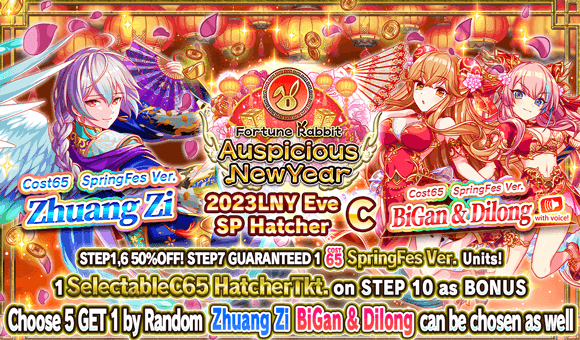 Fortune Rabbit
Auspicious
New Year
2023LNY Eve
SP Hatcher
C
Cost65 SpringFes Ver.
Zhuang Zi
Cost65 SpringFes Ver.
BiGan & Dilong
with voice!
STEP1,6 50%OFF! STEP7 GUARANTEED 1 COST 65 SpringFes Ver. Units!
1 SelectableC65 HatcherTkt. on STEP 10 as BONUS
Choose 5 GET 1 by Random Zhuang Zi BiGan & Dilong can be chosen as well